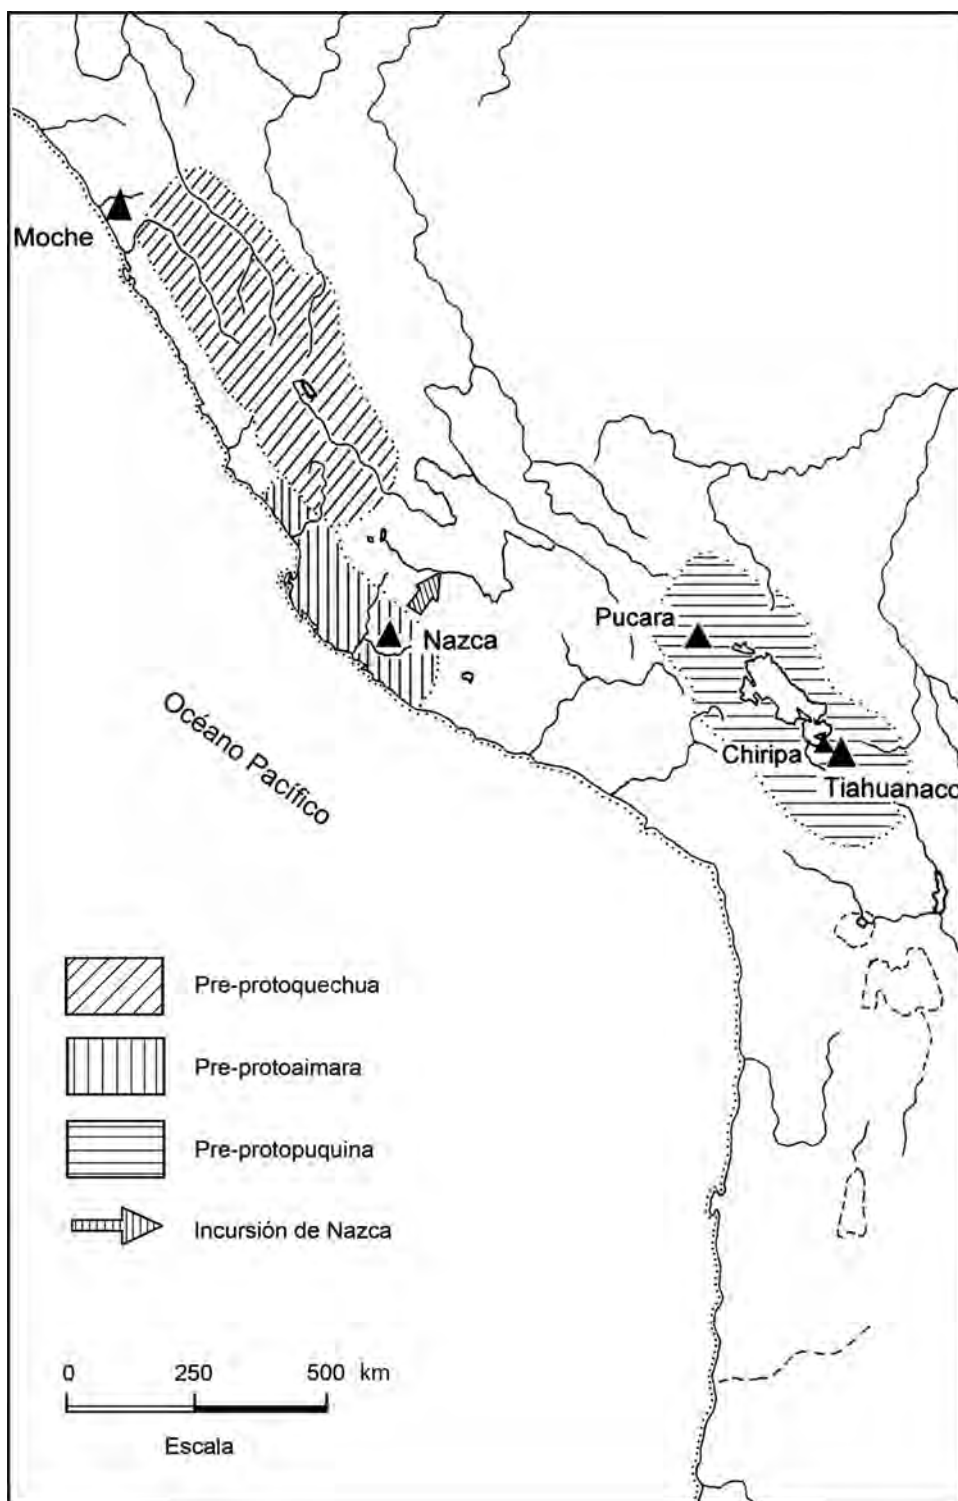 Moche
Nazca
Pucara
Chiripa
Tiahuanaco
Océano Pacífico
Pre-protoquechua
Pre-protoaimara
Pre-protopuquina
Incursión de Nazca
0 250 500 km
Escala